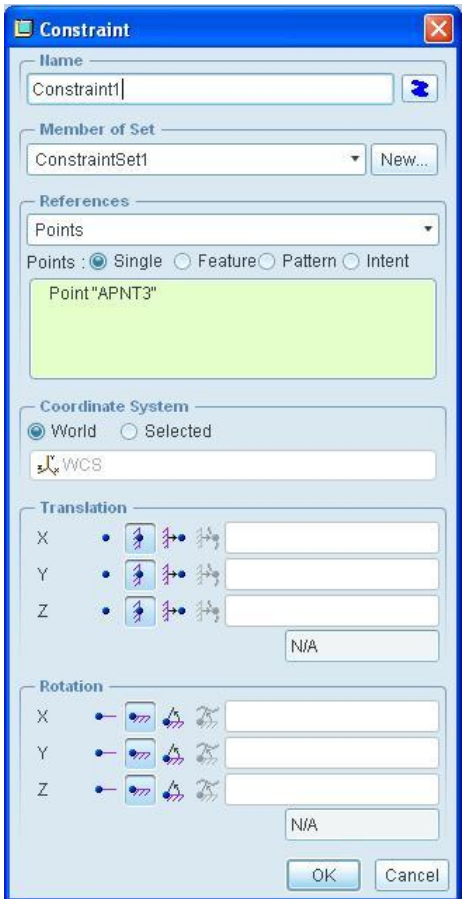 Constraint
Name
Constraint1
Member of Set
ConstraintSet1 New...
References
Points
Points : Single Feature Pattern Intent
Point "APNT3"
Coordinate System
World Selected
WCS
Translation
X
Y
Z
N/A
Rotation
X
Y
Z
N/A
OK Cancel